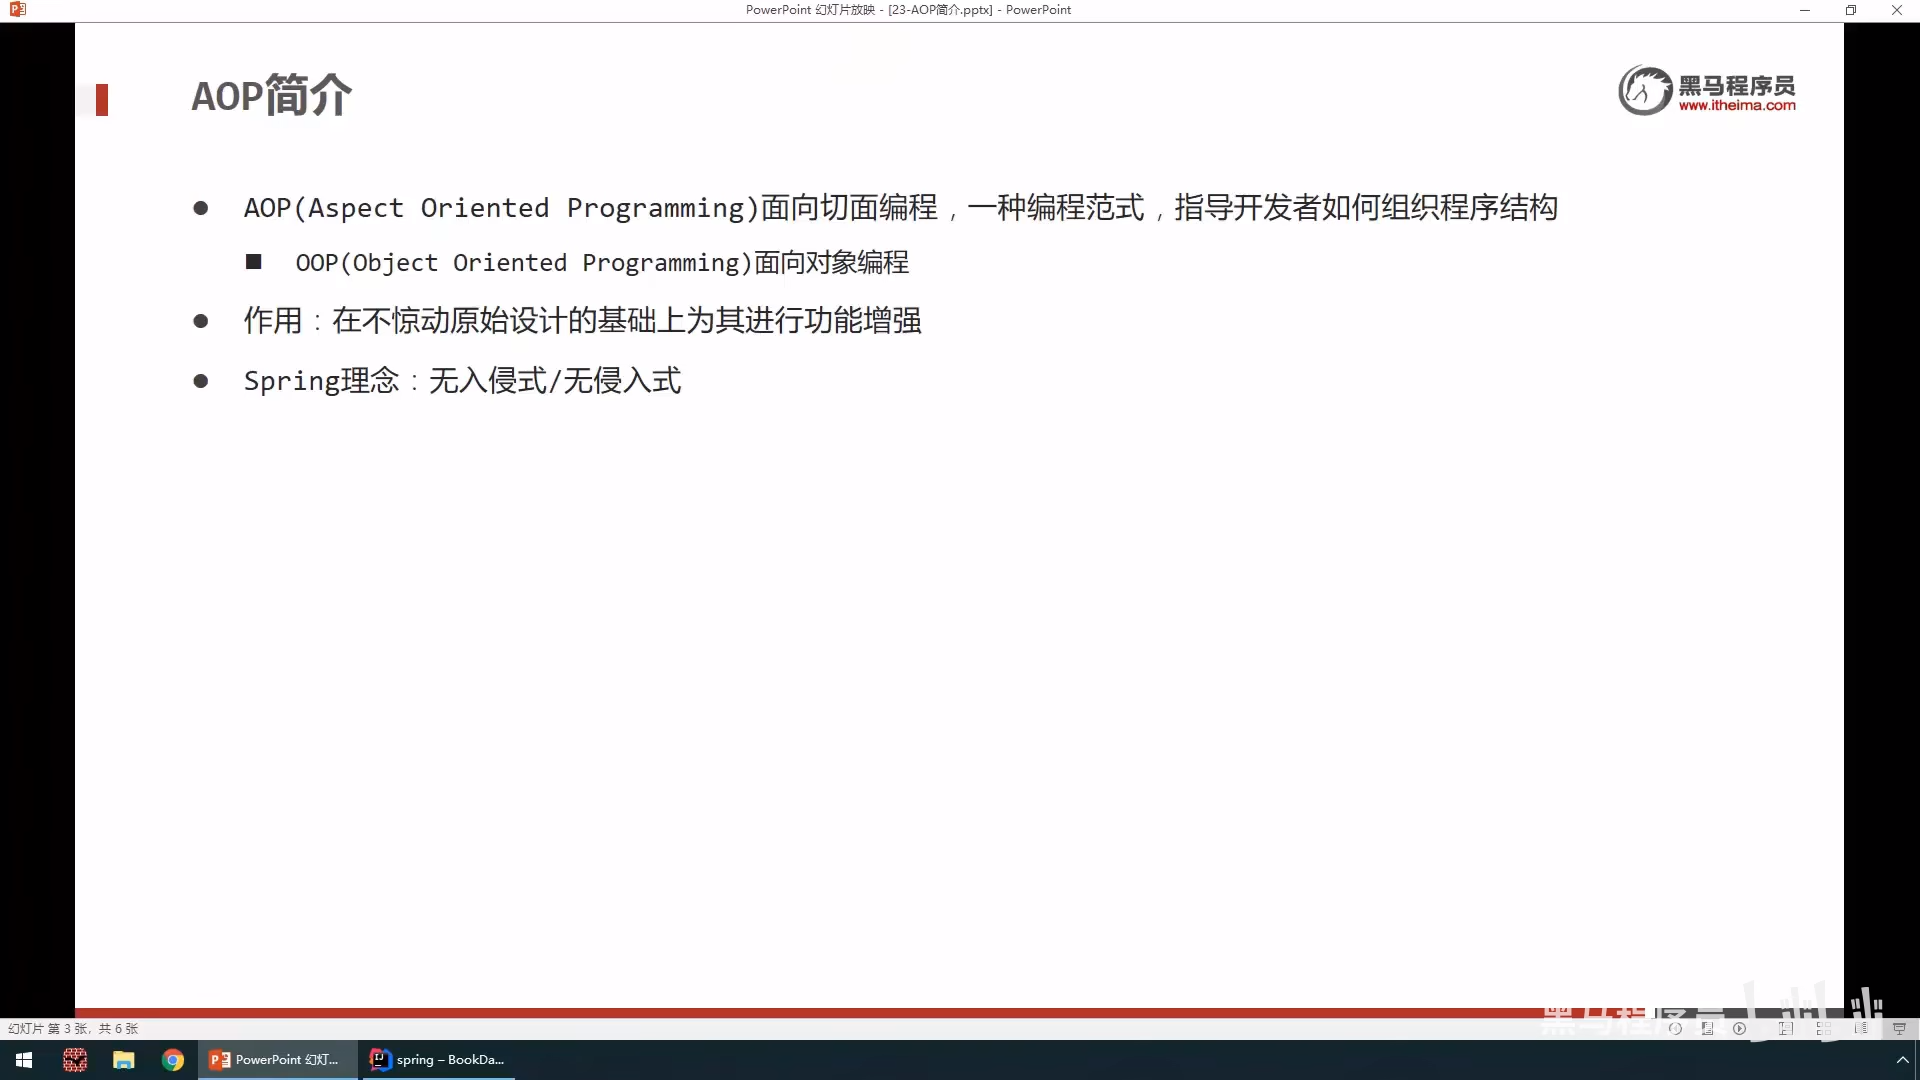 PowerPoint 幻灯片放映 - [23-AOP简介.pptx] - PowerPoint
AOP简介
黑马程序员
www.itheima.com
AOP(Aspect Oriented Programming)面向切面编程，一种编程范式，指导开发者如何组织程序结构
OOP(Object Oriented Programming)面向对象编程
作用：在不惊动原始设计的基础上为其进行功能增强
Spring理念：无入侵式/无侵入式
黑马程序员
幻灯片 第 3 张，共 6 张
PowerPoint 幻灯...
spring – BookDa...